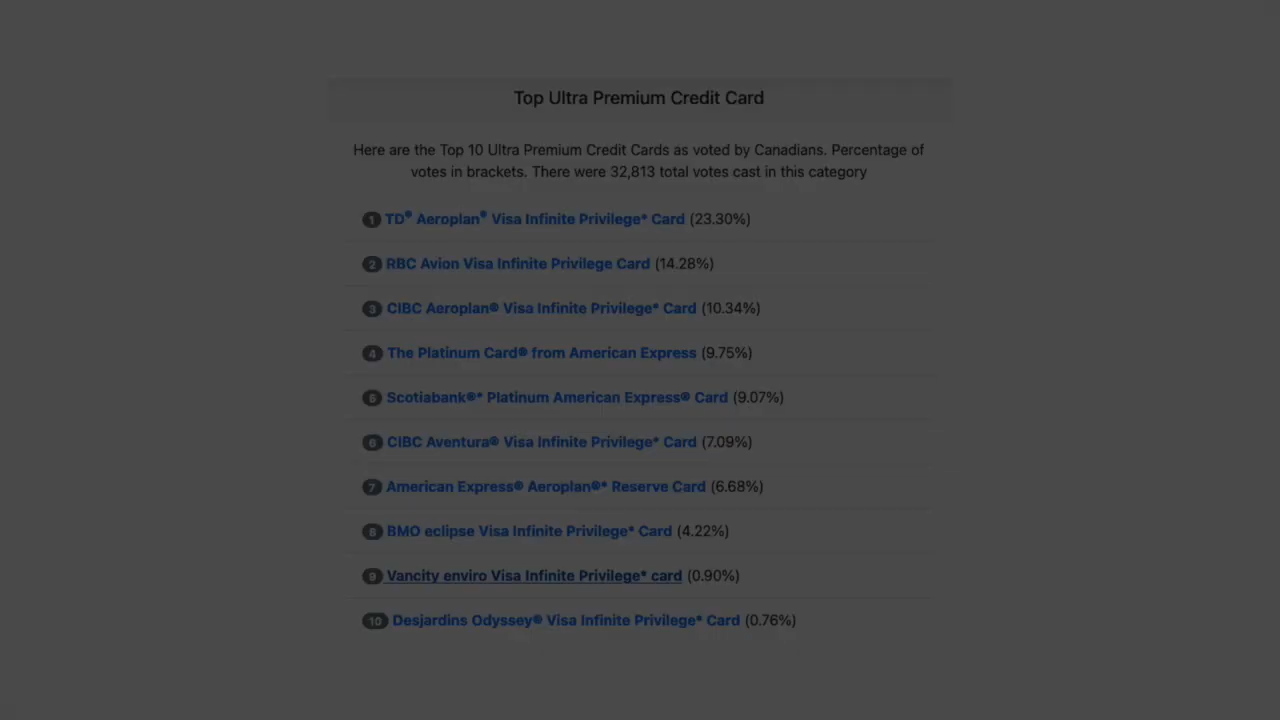 Top Ultra Premium Credit Card
Here are the Top 10 Ultra Premium Credit Cards as voted by Canadians. Percentage of
votes in brackets. There were 32,813 total votes cast in this category
1 TD® Aeroplan® Visa Infinite Privilege* Card (23.30%)
2 RBC Avion Visa Infinite Privilege Card (14.28%)
3 CIBC Aeroplan® Visa Infinite Privilege* Card (10.34%)
4 The Platinum Card® from American Express (9.75%)
5 Scotiabank®* Platinum American Express® Card (9.07%)
6 CIBC Aventura® Visa Infinite Privilege* Card (7.09%)
7 American Express® Aeroplan®* Reserve Card (6.68%)
8 BMO eclipse Visa Infinite Privilege* Card (4.22%)
9 Vancity enviro Visa Infinite Privilege* card (0.90%)
10 Desjardins Odyssey® Visa Infinite Privilege* Card (0.76%)